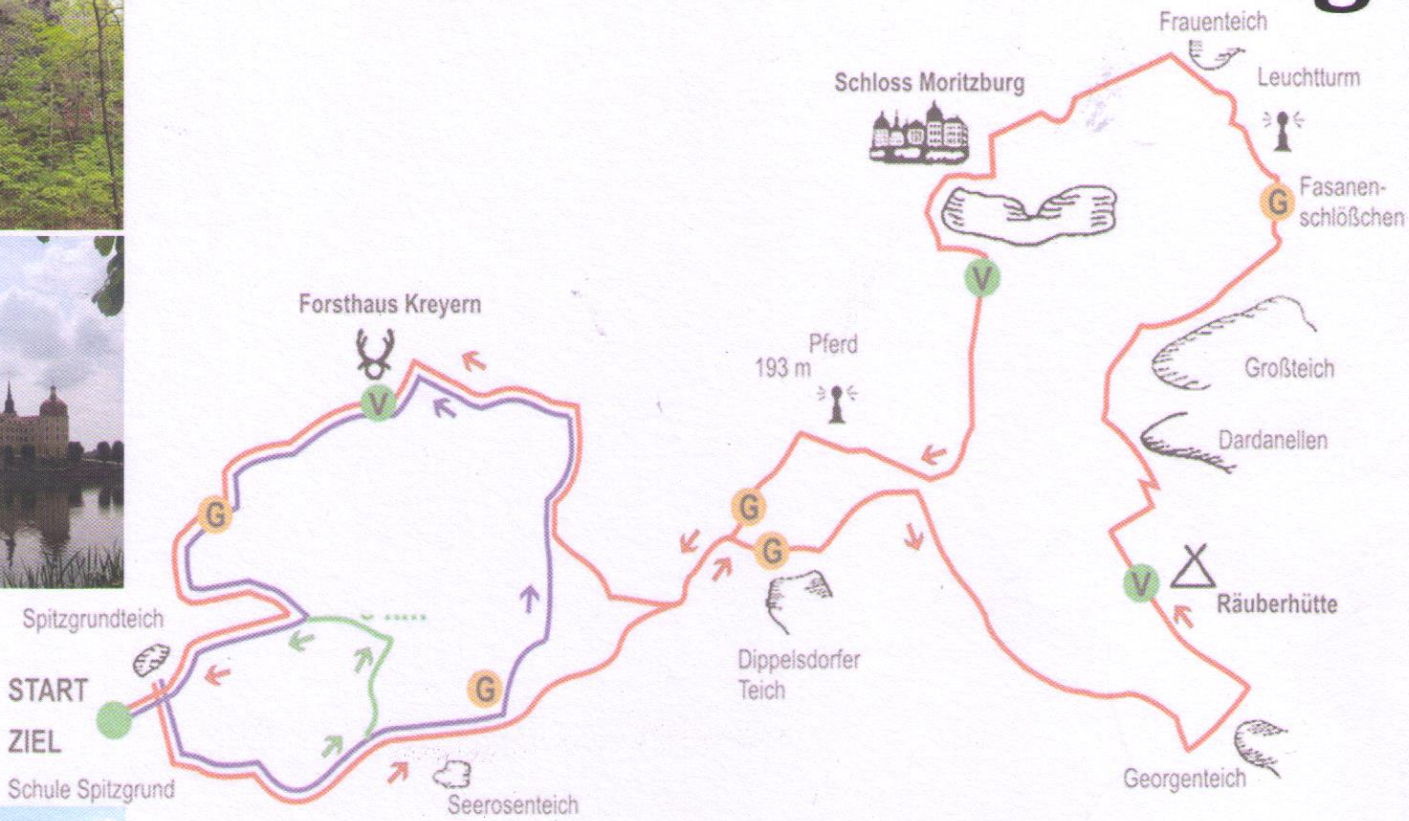 g
Frauenteich
Schloss Moritzburg
Leuchtturm
G
Fasanen-
schlößchen
V
Forsthaus Kreyern
V
Pferd
193 m
Großteich
Dardanellen
G
G
G
V
Räuberhütte
Spitzgrundteich
Dippelsdorfer
Teich
START
G
ZIEL
Schule Spitzgrund
Seerosenteich
Georgenteich